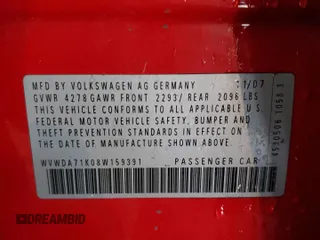 MFD. BY VOLKSWAGEN AG GERMANY 11/07
GVWR 4278 GAWR FRONT 2293/ REAR 2096 LBS
THIS VEHICLE CONFORMS TO ALL APPLICABLE U.S.
FEDERAL MOTOR VEHICLE SAFETY, BUMPER AND
THEFT PREVENTION STANDARDS IN EFFECT
ON THE DATE OF MANUFACTURE SHOWN ABOVE.
WVWDA71K08W159391 PASSENGER CAR
DREAMBID